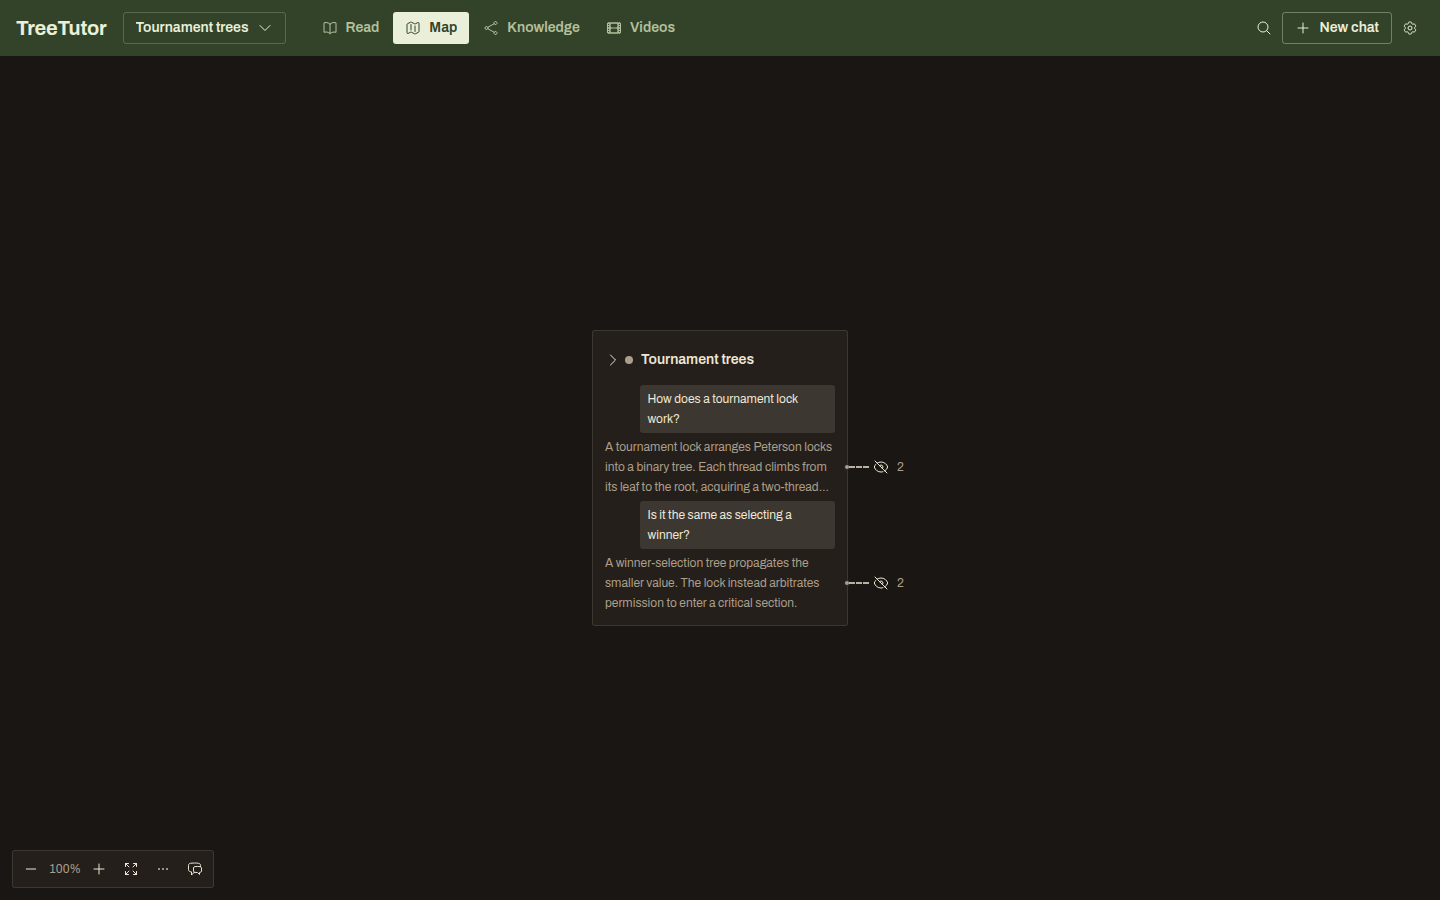 TreeTutor
Tournament trees
Read
Map
Knowledge
Videos
New chat
Tournament trees
How does a tournament lock
work?
A tournament lock arranges Peterson locks
into a binary tree. Each thread climbs from
its leaf to the root, acquiring a two-thread...
2
Is it the same as selecting a
winner?
A winner-selection tree propagates the
smaller value. The lock instead arbitrates
permission to enter a critical section.
2
100%